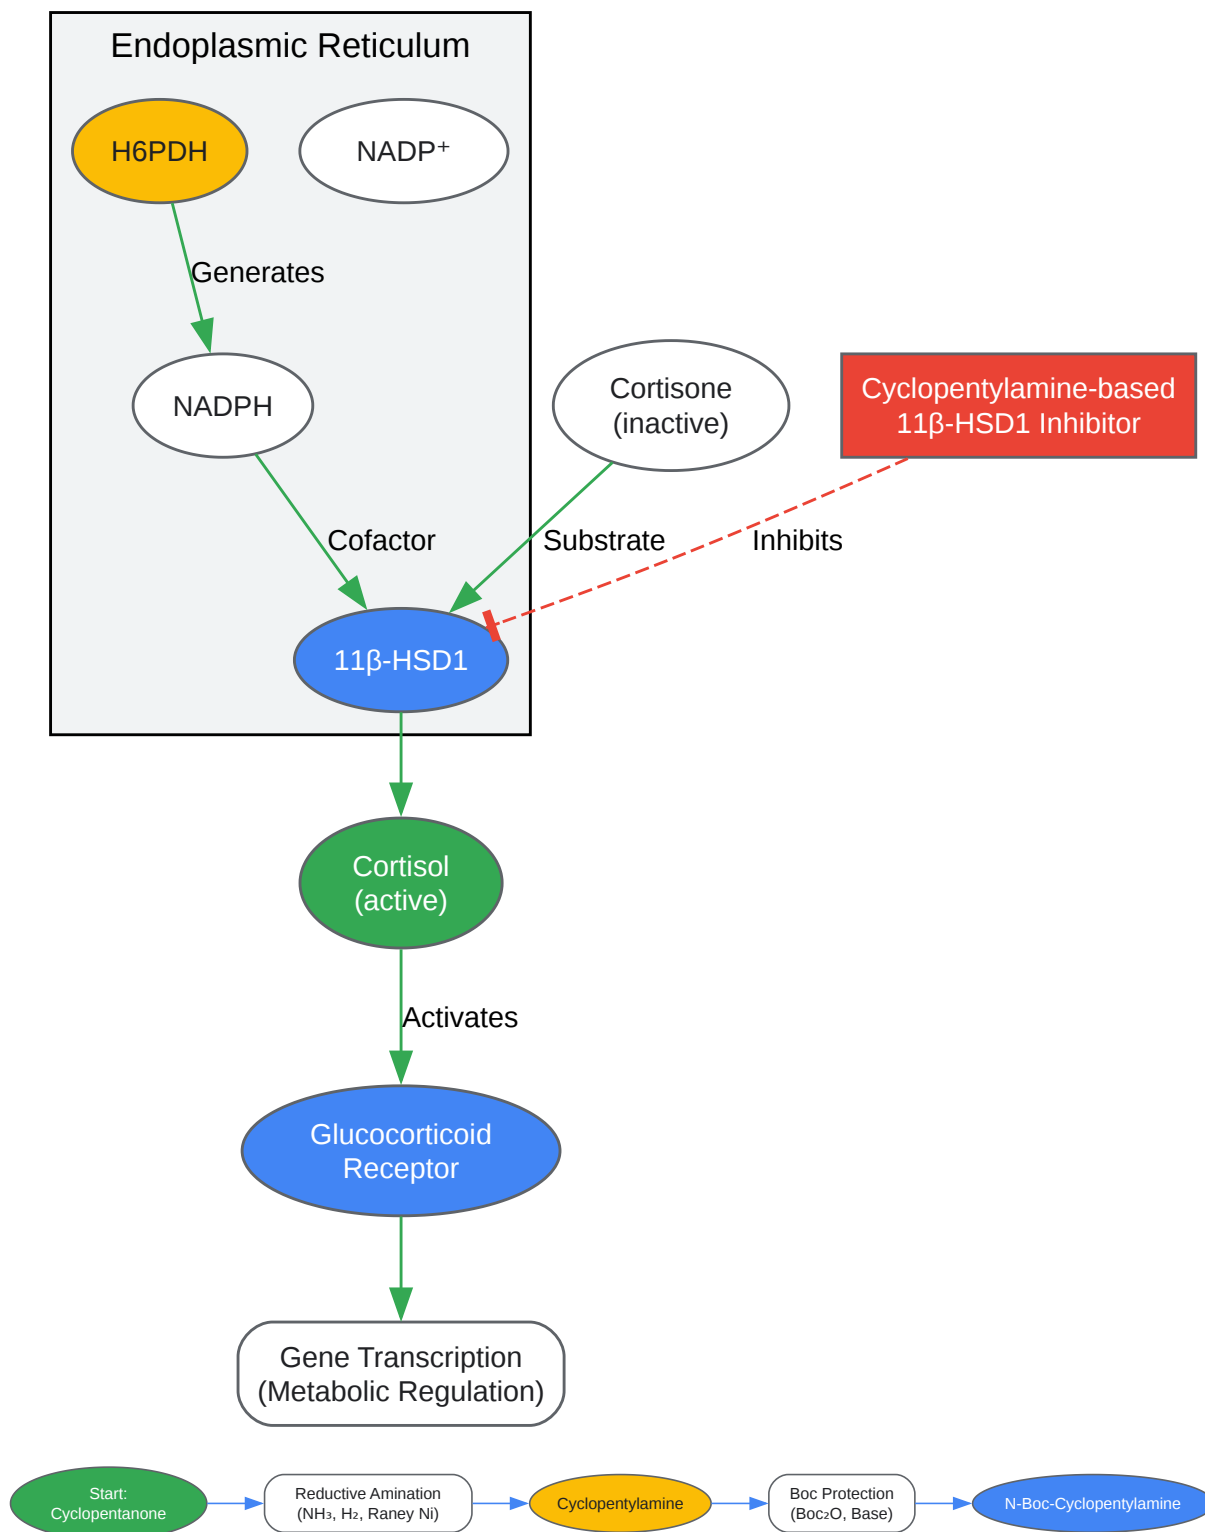 Endoplasmic Reticulum
H6PDH
NADP⁺
Generates
NADPH
Cortisone
(inactive)
Cyclopentylamine-based
11β-HSD1 Inhibitor
Cofactor
Substrate
Inhibits
11β-HSD1
Cortisol
(active)
Activates
Glucocorticoid
Receptor
Gene Transcription
(Metabolic Regulation)
Start:
Cyclopentanone
Reductive Amination
(NH₃, H₂, Raney Ni)
Cyclopentylamine
Boc Protection
(Boc₂O, Base)
N-Boc-Cyclopentylamine